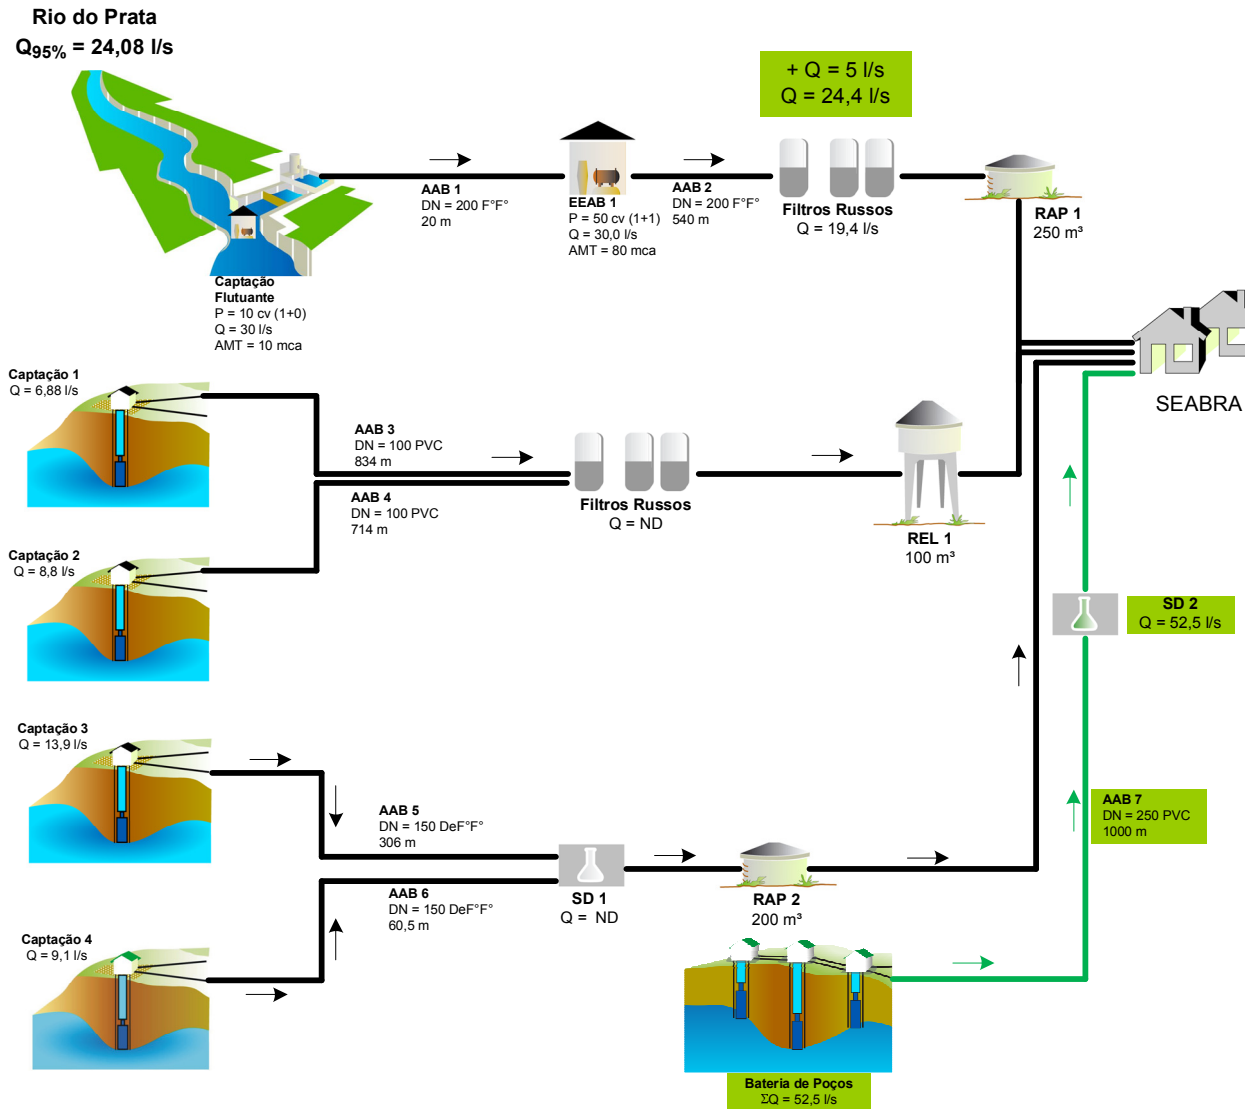 Rio do Prata
Q95% = 24,08 l/s
+ Q = 5 l/s
Q = 24,4 l/s
AAB 1
DN = 200 F°F°
20 m
EEAB 1
P = 50 cv (1+1)
Q = 30,0 l/s
AMT = 80 mca
AAB 2
DN = 200 F°F°
540 m
Filtros Russos
Q = 19,4 l/s
RAP 1
250 m³
Captação
Flutuante
P = 10 cv (1+0)
Q = 30 l/s
AMT = 10 mca
SEABRA
Captação 1
Q = 6,88 l/s
AAB 3
DN = 100 PVC
834 m
AAB 4
DN = 100 PVC
714 m
Filtros Russos
Q = ND
REL 1
100 m³
Captação 2
Q = 8,8 l/s
SD 2
Q = 52,5 l/s
Captação 3
Q = 13,9 l/s
AAB 5
DN = 150 DeF°F°
306 m
AAB 6
DN = 150 DeF°F°
60,5 m
SD 1
Q = ND
RAP 2
200 m³
AAB 7
DN = 250 PVC
1000 m
Captação 4
Q = 9,1 l/s
Bateria de Poços
ΣQ = 52,5 l/s